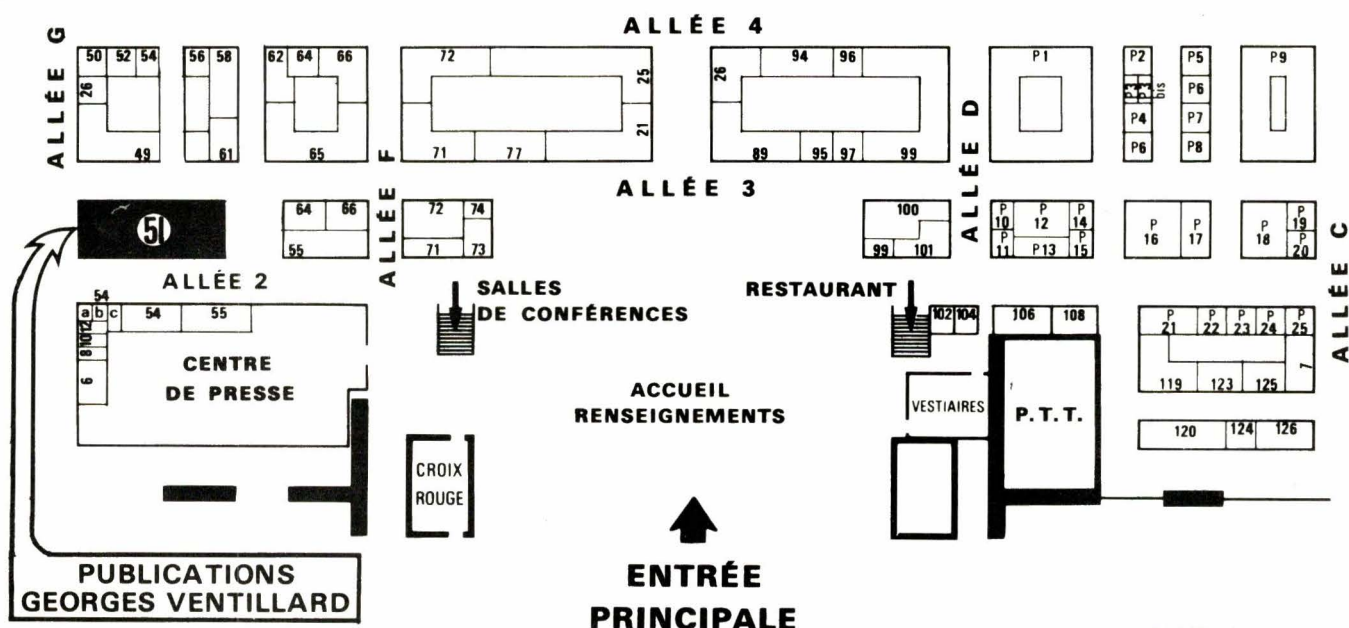 ALLÉE 4
ALLÉE G
50 52 54 56 58 62 64 66 72 94 96 P1 P2 P5 P9
26 25 26 P3 P3 BIS P6
21 P4 P7
49 61 65 71 77 89 95 97 99 P6 P8
ALLÉE F
ALLÉE 3
ALLÉE D
51
64 66 72 74 100 P 10 P 12 P 14 P 16 P 17 P 18 P 19
55 71 73 99 101 P 11 P13 P 15 P 20
ALLÉE C
ALLÉE 2
54
a b c 54 55
10 12
8
6
SALLES
DE CONFÉRENCES
RESTAURANT
102 104 106 108 P 21 P 22 P 23 P 24 P 25
CENTRE
DE PRESSE
ACCUEIL
RENSEIGNEMENTS
VESTIAIRES
P.T.T.
119 123 125 7
120 124 126
CROIX
ROUGE
PUBLICATIONS
GEORGES VENTILLARD
ENTRÉE
PRINCIPALE